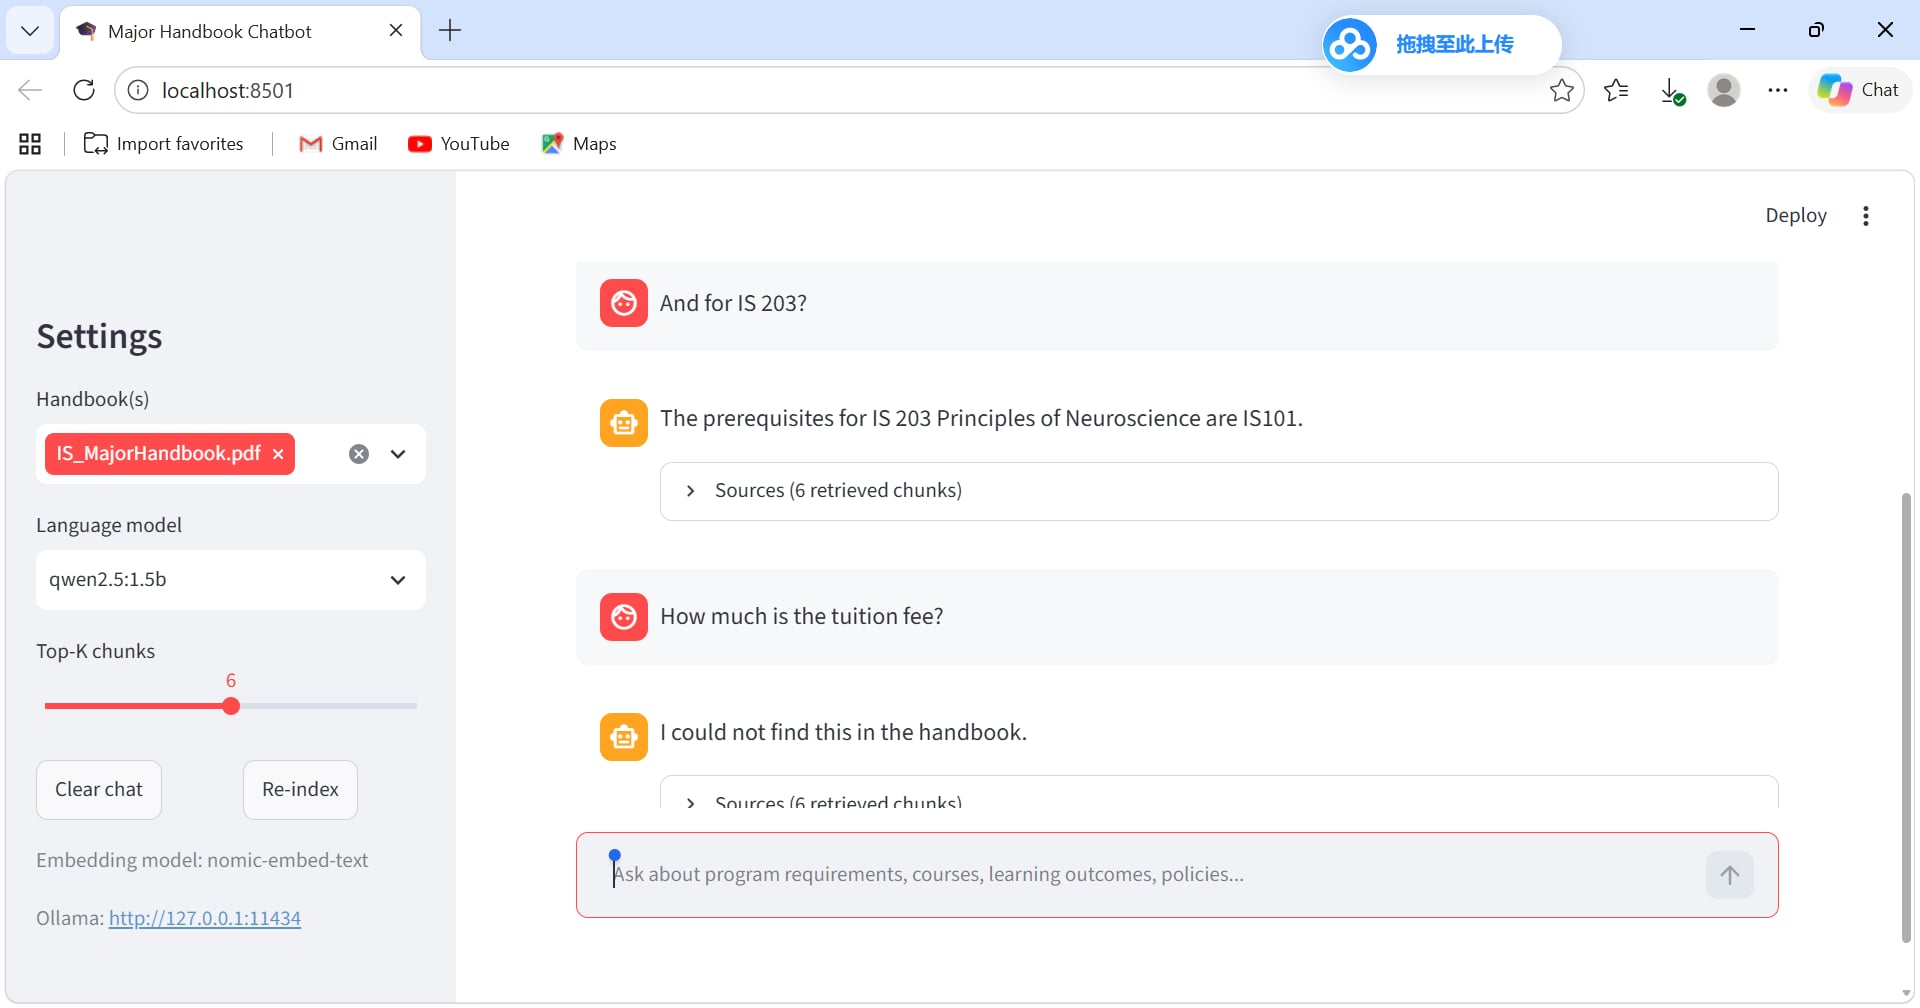 Major Handbook Chatbot
拖拽至此上传
localhost:8501
Chat
Import favorites
Gmail
YouTube
Maps
Deploy
Settings
Handbook(s)
IS_MajorHandbook.pdf
Language model
qwen2.5:1.5b
Top-K chunks
6
Clear chat
Re-index
Embedding model: nomic-embed-text
Ollama: http://127.0.0.1:11434
And for IS 203?
The prerequisites for IS 203 Principles of Neuroscience are IS101.
Sources (6 retrieved chunks)
How much is the tuition fee?
I could not find this in the handbook.
Sources (6 retrieved chunks)
Ask about program requirements, courses, learning outcomes, policies...